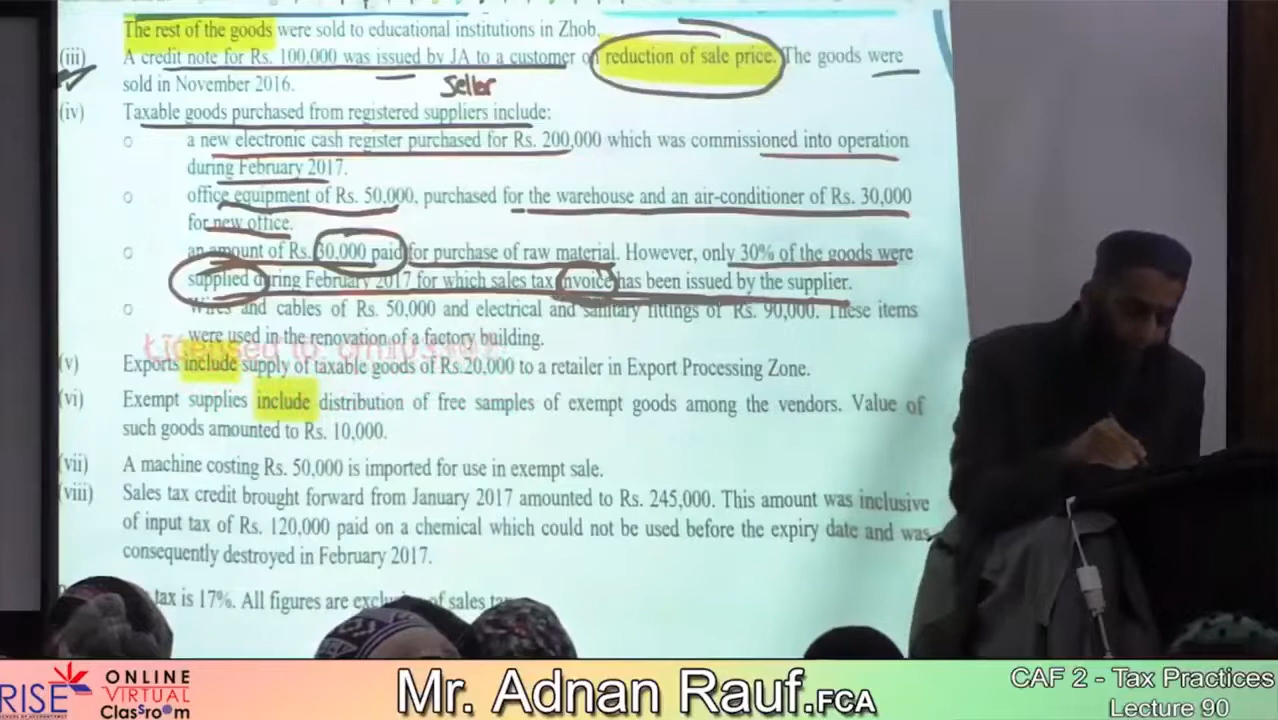 The rest of the goods were sold to educational institutions in Zhob.
(iii) A credit note for Rs. 100,000 was issued by JA to a customer on reduction of sale price. The goods were
sold in November 2016.
Seller
(iv) Taxable goods purchased from registered suppliers include:
o a new electronic cash register purchased for Rs. 200,000 which was commissioned into operation
during February 2017.
o office equipment of Rs. 50,000, purchased for the warehouse and an air-conditioner of Rs. 30,000
for new office.
o an amount of Rs. 30,000 paid for purchase of raw material. However, only 30% of the goods were
supplied during February 2017 for which sales tax invoice has been issued by the supplier.
o Wires and cables of Rs. 50,000 and electrical and sanitary fittings of Rs. 90,000. These items
were used in the renovation of a factory building.
Licensed to
(v) Exports include supply of taxable goods of Rs.20,000 to a retailer in Export Processing Zone.
(vi) Exempt supplies include distribution of free samples of exempt goods among the vendors. Value of
such goods amounted to Rs. 10,000.
(vii) A machine costing Rs. 50,000 is imported for use in exempt sale.
(viii) Sales tax credit brought forward from January 2017 amounted to Rs. 245,000. This amount was inclusive
of input tax of Rs. 120,000 paid on a chemical which could not be used before the expiry date and was
consequently destroyed in February 2017.
tax is 17%. All figures are of sales
RISE
ONLINE
VIRTUAL
Classroom
Mr. Adnan Rauf.FCA
CAF 2 - Tax Practices
Lecture 90